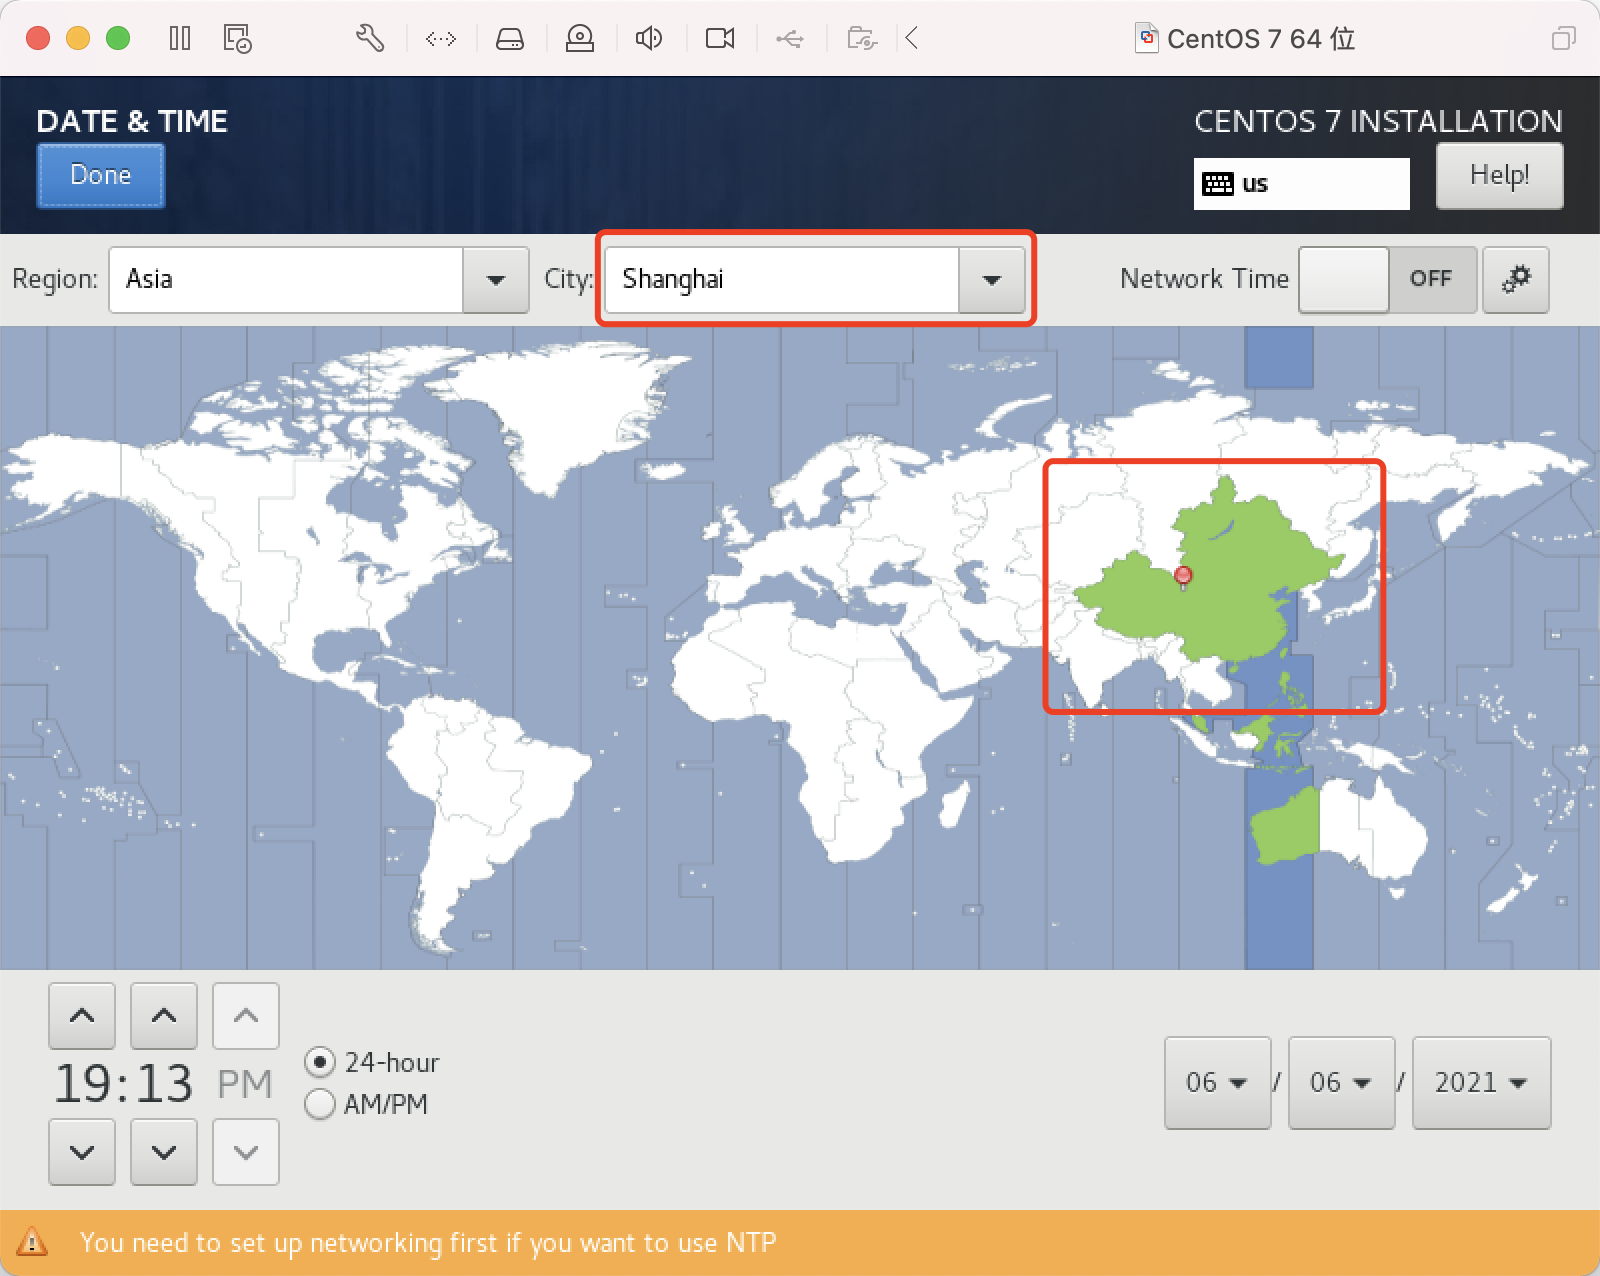 CentOS 7 64 位
DATE & TIME
CENTOS 7 INSTALLATION
Done
us
Help!
Region:
Asia
City:
Shanghai
Network Time
OFF
19:13 PM
24-hour
AM/PM
06 / 06 / 2021
You need to set up networking first if you want to use NTP